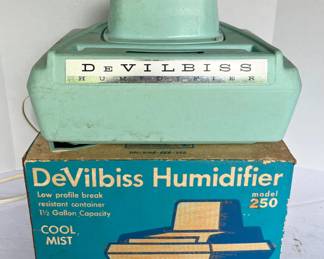 DeVILBISS
HUMIDIFIER
DeVilbiss Humidifier
Low profile break
resistant container
1½ Gallon Capacity
model
250
COOL
MIST